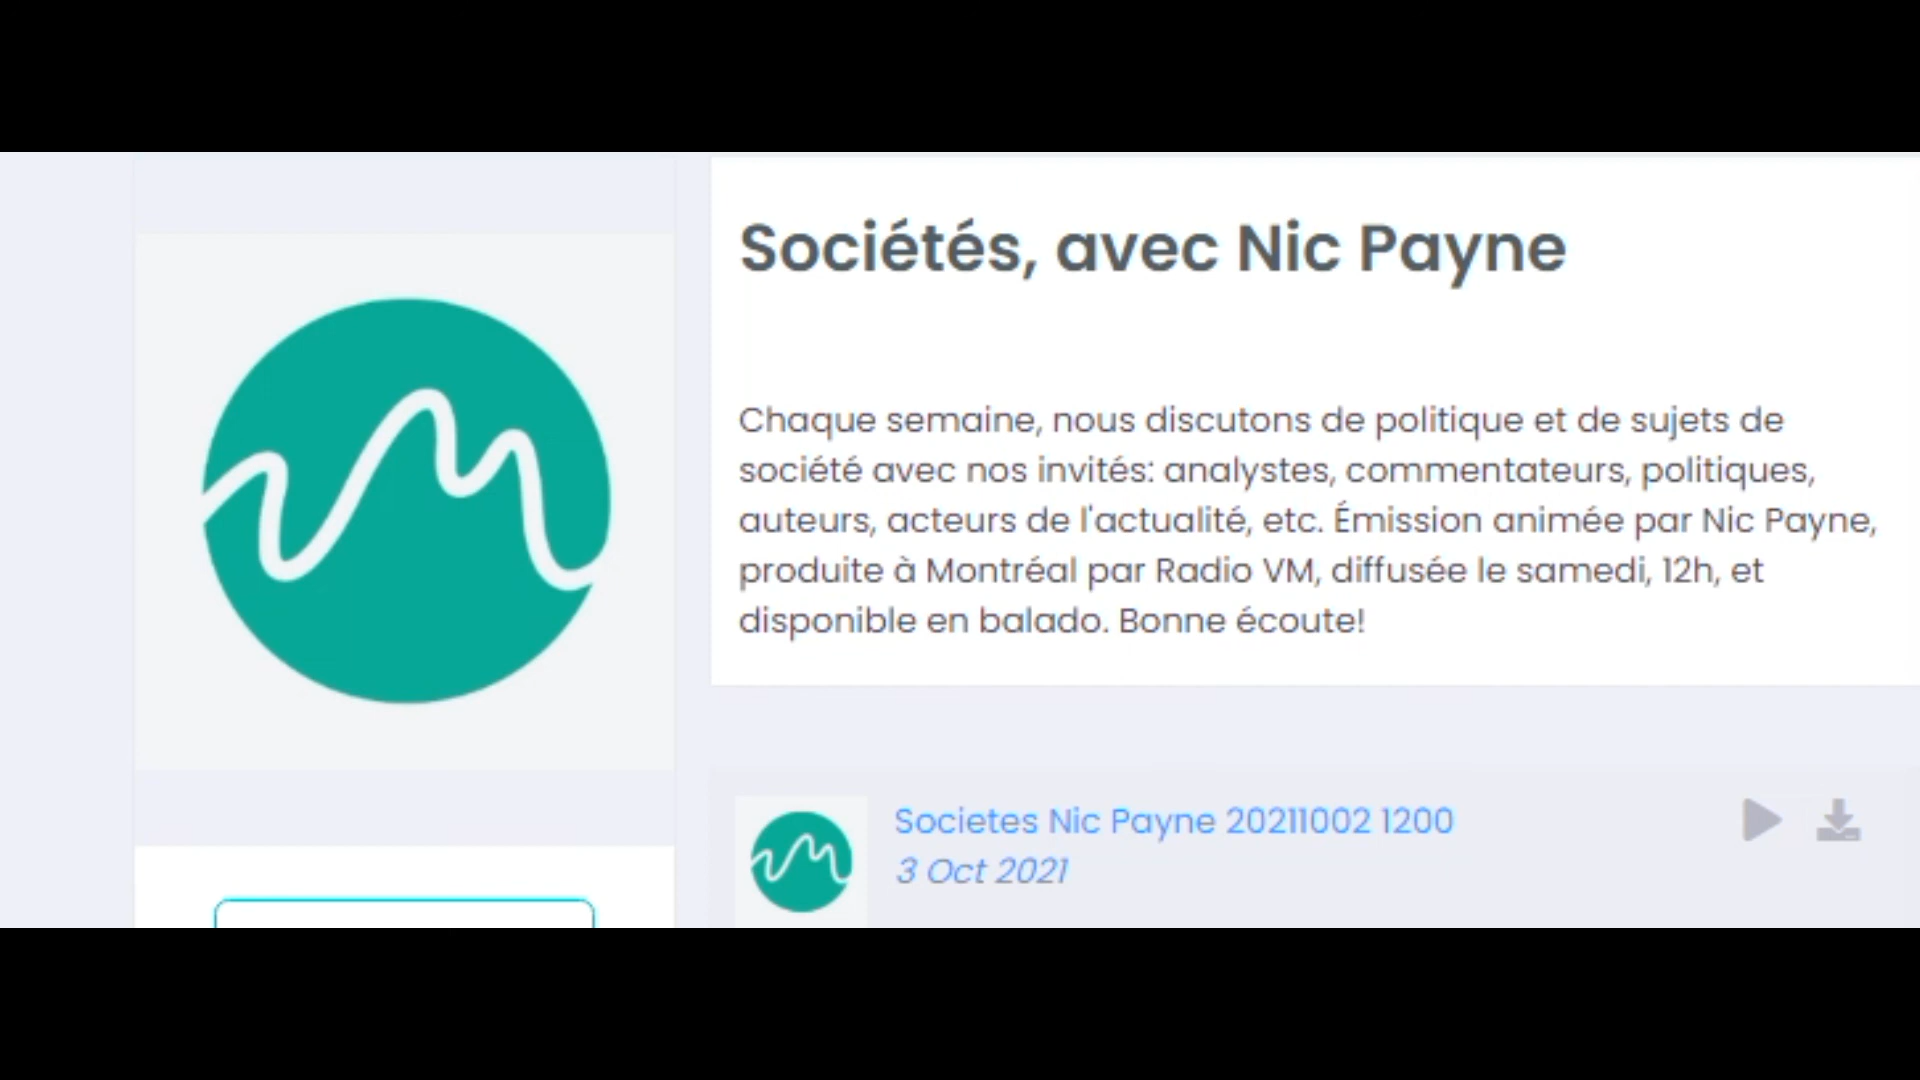 Sociétés, avec Nic Payne
Chaque semaine, nous discutons de politique et de sujets de
société avec nos invités: analystes, commentateurs, politiques,
auteurs, acteurs de l'actualité, etc. Émission animée par Nic Payne,
produite à Montréal par Radio VM, diffusée le samedi, 12h, et
disponible en balado. Bonne écoute!
Societes Nic Payne 20211002 1200
3 Oct 2021